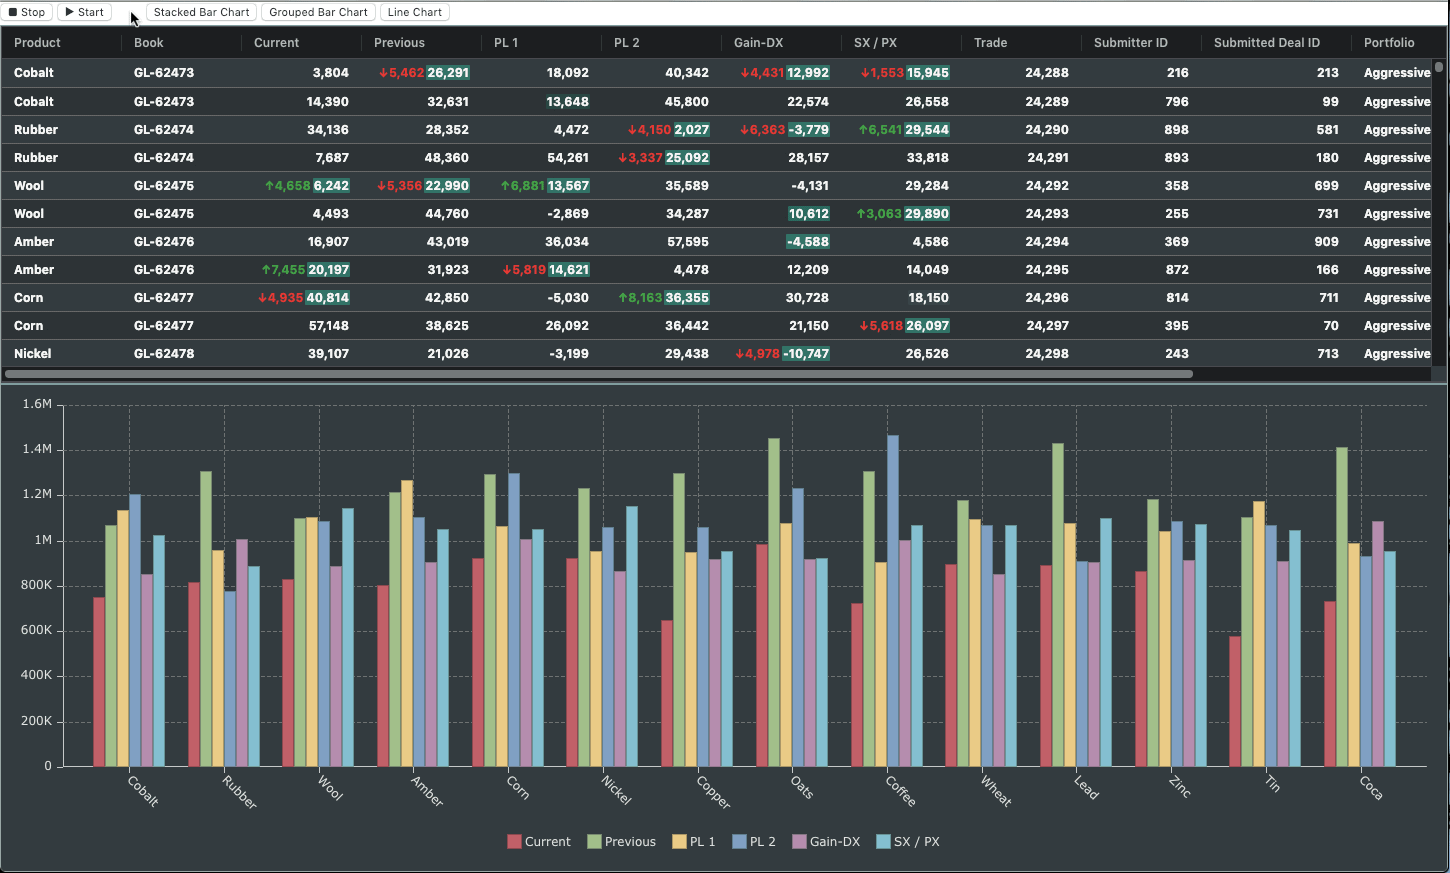 Stop Start Stacked Bar Chart Grouped Bar Chart Line Chart
Product Book Current Previous PL 1 PL 2 Gain-DX SX / PX Trade Submitter ID Submitted Deal ID Portfolio
Cobalt GL-62473 3,804 ↓5,462 26,291 18,092 40,342 ↓4,431 12,992 ↓1,553 15,945 24,288 216 213 Aggressive
Cobalt GL-62473 14,390 32,631 13,648 45,800 22,574 26,558 24,289 796 99 Aggressive
Rubber GL-62474 34,136 28,352 4,472 ↓4,150 2,027 ↓6,363 -3,779 ↑6,541 29,544 24,290 898 581 Aggressive
Rubber GL-62474 7,687 48,360 54,261 ↓3,337 25,092 28,157 33,818 24,291 893 180 Aggressive
Wool GL-62475 ↑4,658 6,242 ↓5,356 22,990 ↑6,881 13,567 35,589 -4,131 29,284 24,292 358 699 Aggressive
Wool GL-62475 4,493 44,760 -2,869 34,287 10,612 ↑3,063 29,890 24,293 255 731 Aggressive
Amber GL-62476 16,907 43,019 36,034 57,595 -4,588 4,586 24,294 369 909 Aggressive
Amber GL-62476 ↑7,455 20,197 31,923 ↓5,819 14,621 4,478 12,209 14,049 24,295 872 166 Aggressive
Corn GL-62477 ↓4,935 40,814 42,850 -5,030 ↑8,163 36,355 30,728 18,150 24,296 814 711 Aggressive
Corn GL-62477 57,148 38,625 26,092 36,442 21,150 ↓5,618 26,097 24,297 395 70 Aggressive
Nickel GL-62478 39,107 21,026 -3,199 29,438 ↓4,978 -10,747 26,526 24,298 243 713 Aggressive
1.6M
1.4M
1.2M
1M
800K
600K
400K
200K
0
Cobalt Rubber Wool Amber Corn Nickel Copper Oats Coffee Wheat Lead Zinc Tin Coca
Current Previous PL 1 PL 2 Gain-DX SX / PX